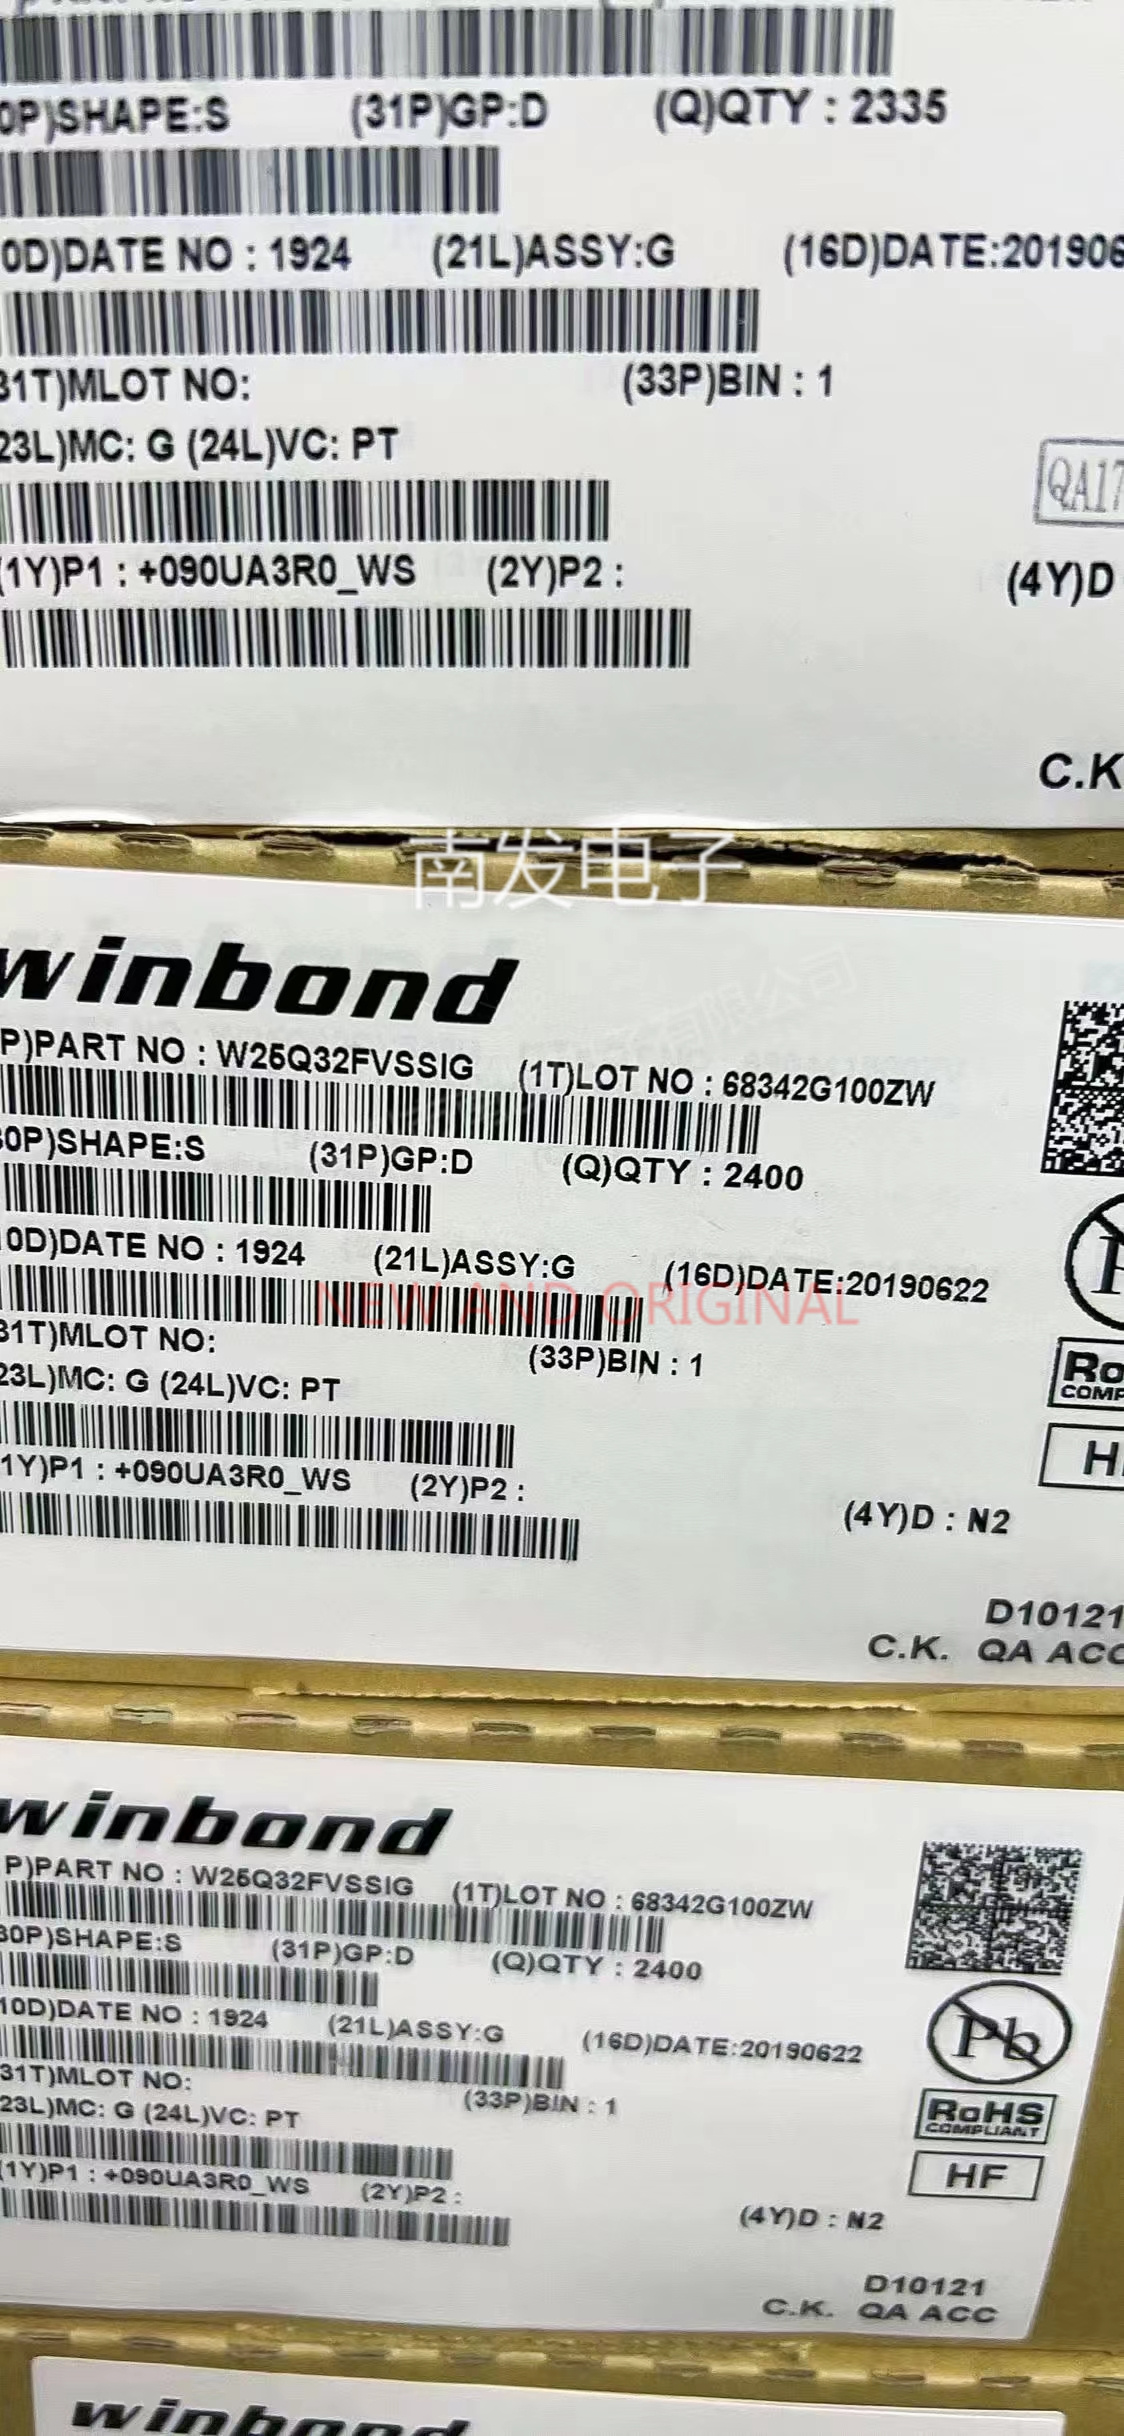 0P)SHAPE:S (31P)GP:D (Q)QTY : 2335
0D)DATE NO : 1924 (21L)ASSY:G (16D)DATE:201906
31T)MLOT NO: (33P)BIN : 1
23L)MC: G (24L)VC: PT
QA17
(1Y)P1 : +090UA3R0_WS (2Y)P2 : (4Y)D
C.K
南发电子
winbond
P)PART NO : W25Q32FVSSIG (1T)LOT NO : 68342G100ZW
30P)SHAPE:S (31P)GP:D (Q)QTY : 2400
10D)DATE NO : 1924 (21L)ASSY:G (16D)DATE:20190622
NEW AND ORIGINAL
31T)MLOT NO: (33P)BIN : 1
23L)MC: G (24L)VC: PT
Ro
COMP
H
1Y)P1 : +090UA3R0_WS (2Y)P2 :
(4Y)D : N2
D10121
C.K. QA ACC
winbond
P)PART NO : W25Q32FVSSIG (1T)LOT NO : 68342G100ZW
30P)SHAPE:S (31P)GP:D (Q)QTY : 2400
10D)DATE NO : 1924 (21L)ASSY:G (16D)DATE:20190622
Pb
31T)MLOT NO: (33P)BIN : 1
23L)MC: G (24L)VC: PT
RoHS
COMPLIANT
HF
(1Y)P1 : +090UA3R0_WS (2Y)P2 :
(4Y)D : N2
D10121
C.K. QA ACC
winbond